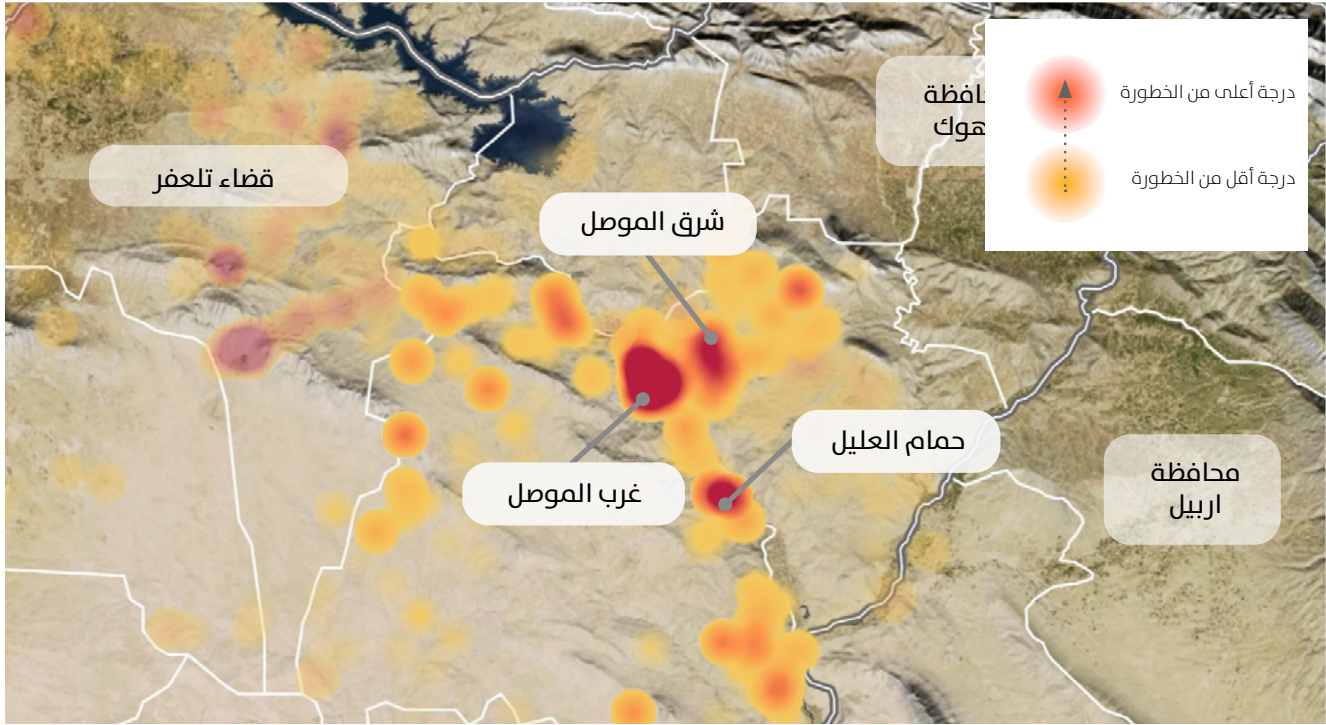 درجة أعلى من الخطورة
درجة أقل من الخطورة
قضاء تلعفر
شرق الموصل
حمام العليل
غرب الموصل
محافظة
اربيل